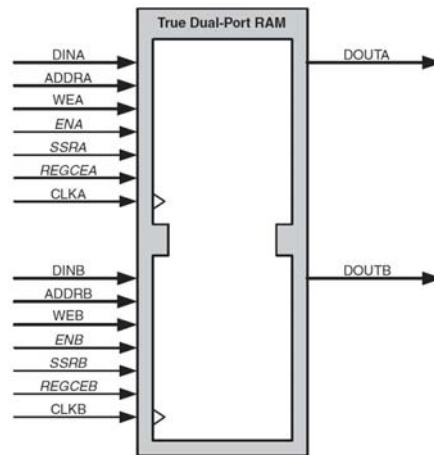 True Dual-Port RAM
DINA
DOUTA
ADDRA
WEA
ENA
SSRA
REGCEA
CLKA
DINB
DOUTB
ADDRB
WEB
ENB
SSRB
REGCEB
CLKB